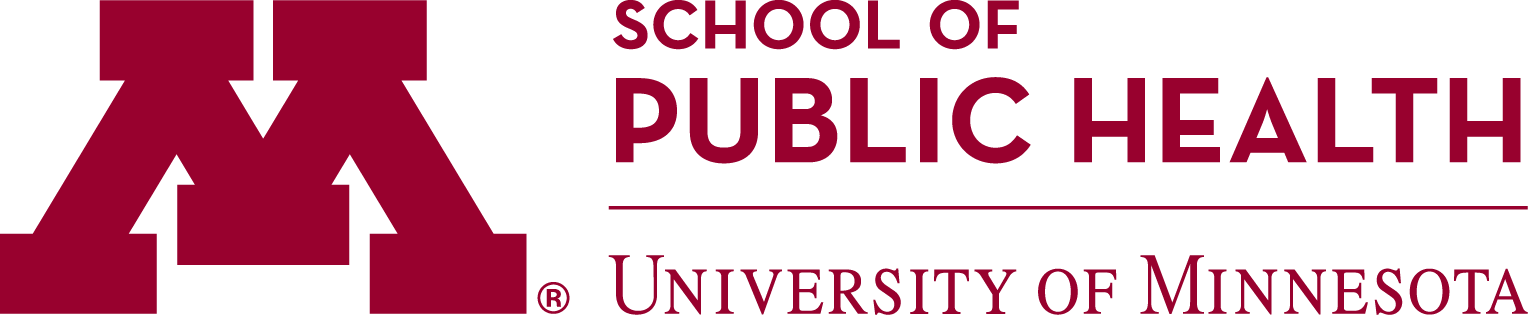 M®
SCHOOL OF
PUBLIC HEALTH
UNIVERSITY OF MINNESOTA